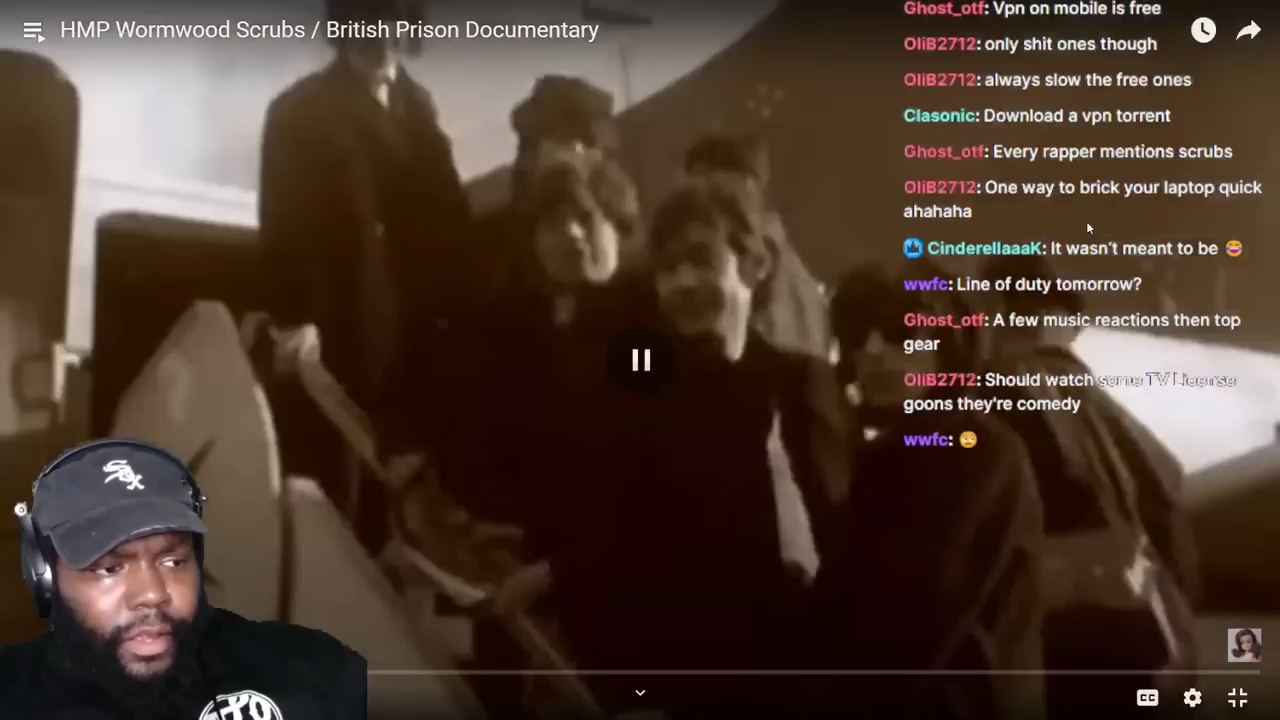 HMP Wormwood Scrubs / British Prison Documentary
Ghost_otf: Vpn on mobile is free
OliB2712: only shit ones though
OliB2712: always slow the free ones
Clasonic: Download a vpn torrent
Ghost_otf: Every rapper mentions scrubs
OliB2712: One way to brick your laptop quick
ahahaha
CinderellaaaK: It wasn't meant to be 😂
wwfc: Line of duty tomorrow?
Ghost_otf: A few music reactions then top
gear
OliB2712: Should watch some TV License
goons they're comedy
wwfc: 🙄
SOX
CC